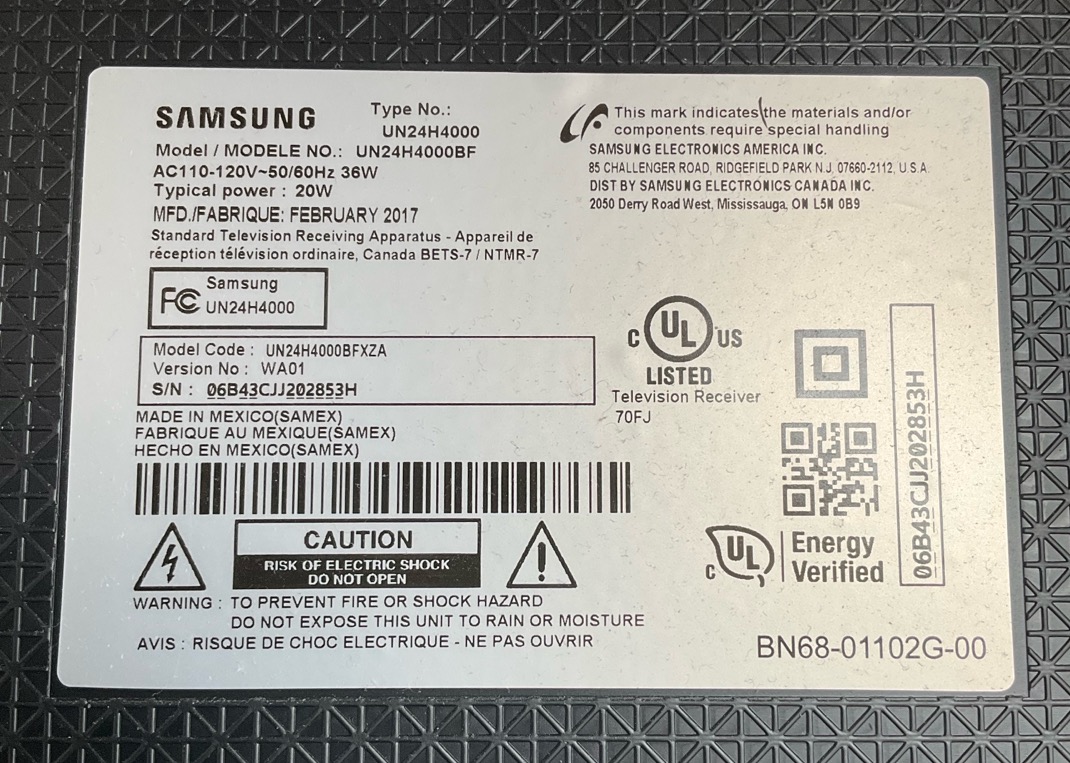 SAMSUNG
Type No.:
UN24H4000
Model / MODELE NO.: UN24H4000BF
AC110-120V~50/60Hz 36W
Typical power : 20W
MFD./FABRIQUE: FEBRUARY 2017
Standard Television Receiving Apparatus - Appareil de
réception télévision ordinaire, Canada BETS-7 / NTMR-7
FC
Samsung
UN24H4000
Model Code : UN24H4000BFXZA
Version No : WA01
S/N : 06B43CJJ202853H
MADE IN MEXICO(SAMEX)
FABRIQUE AU MEXIQUE(SAMEX)
HECHO EN MEXICO(SAMEX)
CAUTION
RISK OF ELECTRIC SHOCK
DO NOT OPEN
WARNING : TO PREVENT FIRE OR SHOCK HAZARD
DO NOT EXPOSE THIS UNIT TO RAIN OR MOISTURE
AVIS : RISQUE DE CHOC ELECTRIQUE - NE PAS OUVRIR
This mark indicates the materials and/or
components require special handling
SAMSUNG ELECTRONICS AMERICA INC.
85 CHALLENGER ROAD, RIDGEFIELD PARK N.J. 07660-2112, U.S.A.
DIST BY SAMSUNG ELECTRONICS CANADA INC.
2050 Derry Road West, Mississauga, ON L5N 0B9
C UL US
LISTED
Television Receiver
70FJ
06B43CJJ202853H
C UL
Energy
Verified
BN68-01102G-00